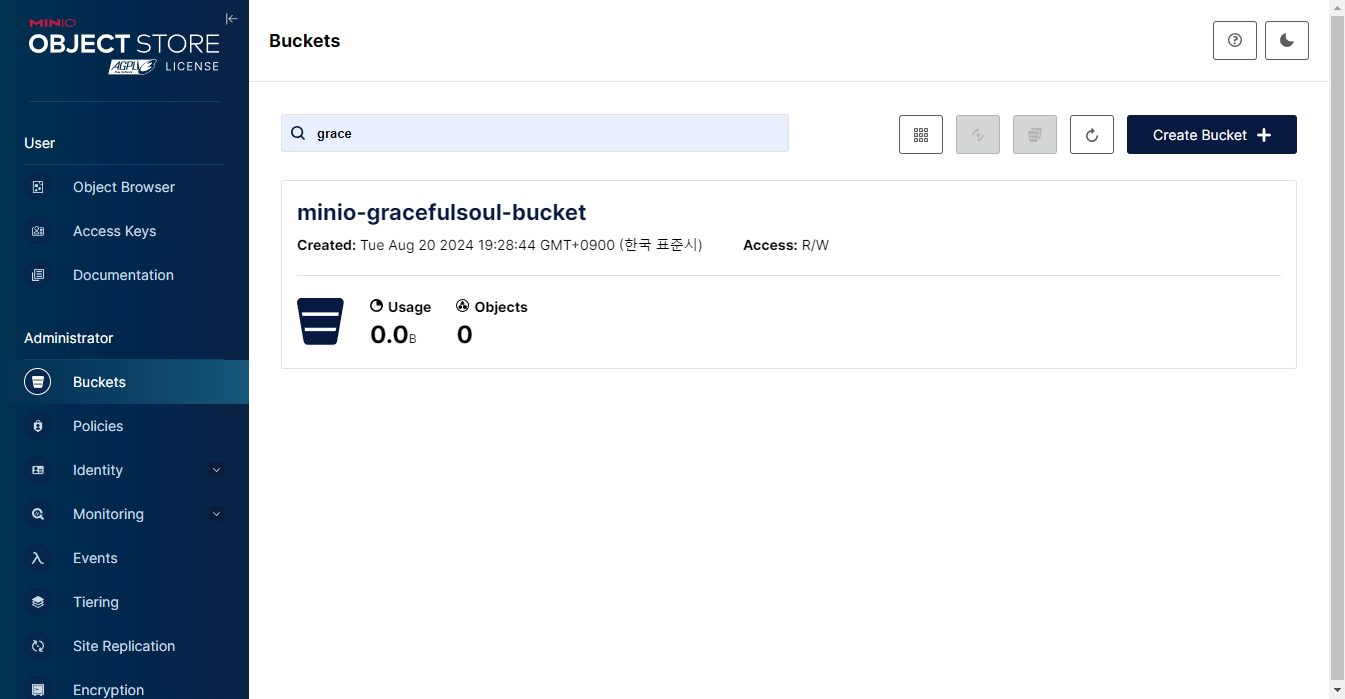 MINIO
OBJECT STORE
AGPLv3 LICENSE
User
Object Browser
Access Keys
Documentation
Administrator
Buckets
Policies
Identity
Monitoring
Events
Tiering
Site Replication
Encryption
Buckets
grace
Create Bucket
minio-gracefulsoul-bucket
Created: Tue Aug 20 2024 19:28:44 GMT+0900 (한국 표준시) Access: R/W
Usage Objects
0.0B 0